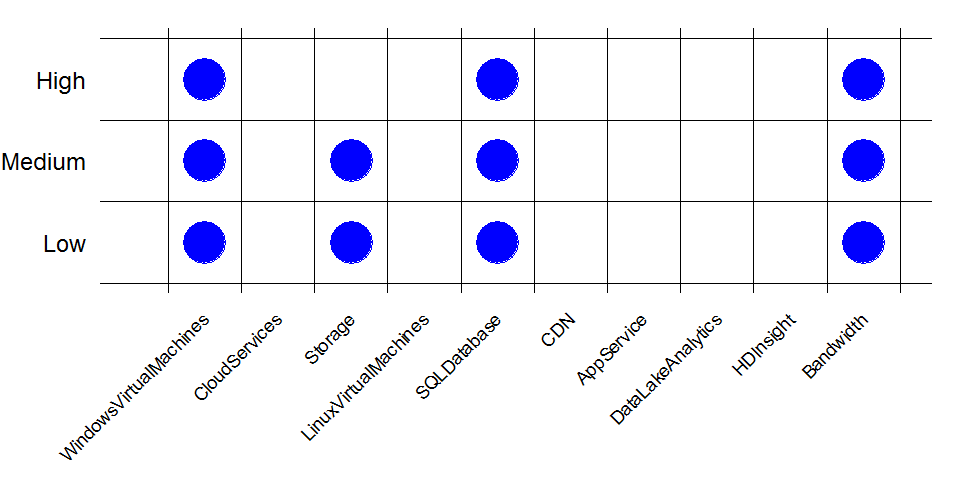 High
Medium
Low
WindowsVirtualMachines
CloudServices
Storage
LinuxVirtualMachines
SQLDatabase
CDN
AppService
DataLakeAnalytics
HDInsight
Bandwidth